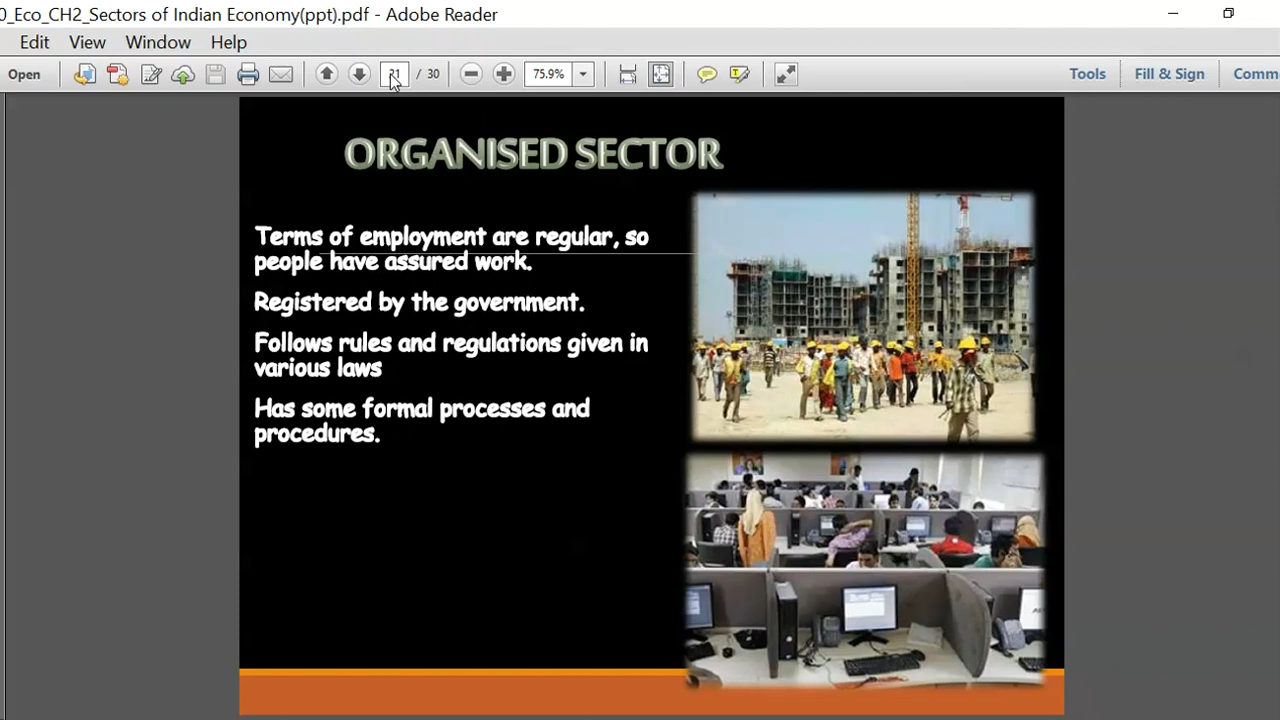 0_Eco_CH2_Sectors of Indian Economy(ppt).pdf - Adobe Reader
Edit View Window Help
Open / 30 75.9% Tools Fill & Sign Comm
ORGANISED SECTOR
Terms of employment are regular, so
people have assured work.
Registered by the government.
Follows rules and regulations given in
various laws
Has some formal processes and
procedures.